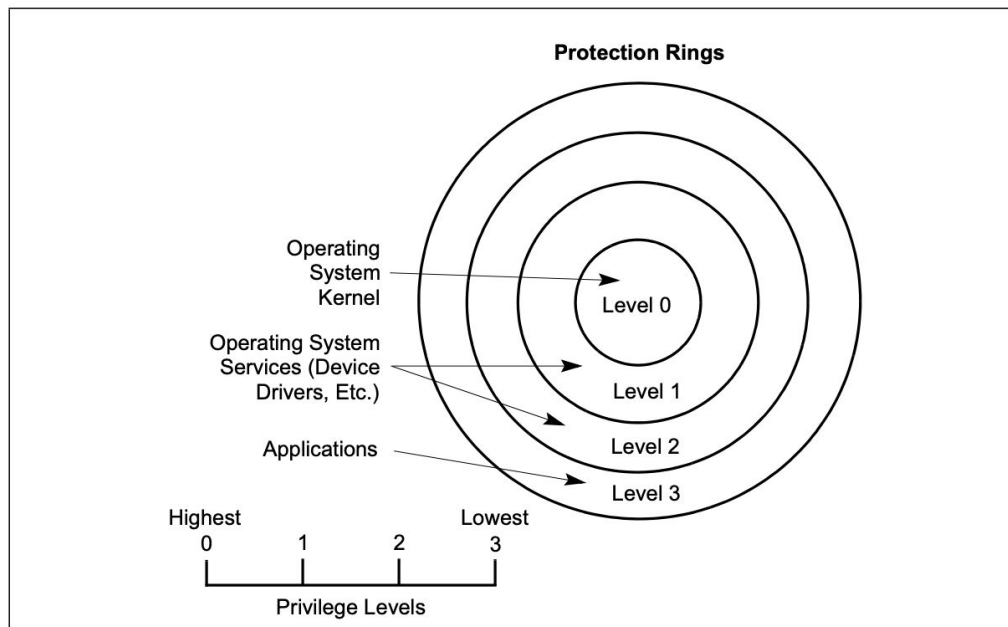 Protection Rings
Operating
System
Kernel
Level 0
Operating System
Services (Device
Drivers, Etc.)
Level 1
Level 2
Applications
Level 3
Highest
Lowest
0
1
2
3
Privilege Levels